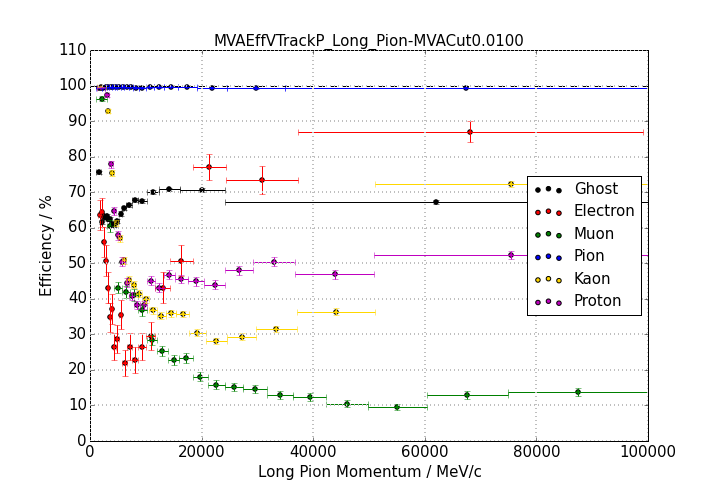 MVAEffVTrackP_Long_Pion-MVACut0.0100
110
100
90
80
70
60
50
40
30
20
10
0
Efficiency / %
Ghost
Electron
Muon
Pion
Kaon
Proton
0 20000 40000 60000 80000 100000
Long Pion Momentum / MeV/c